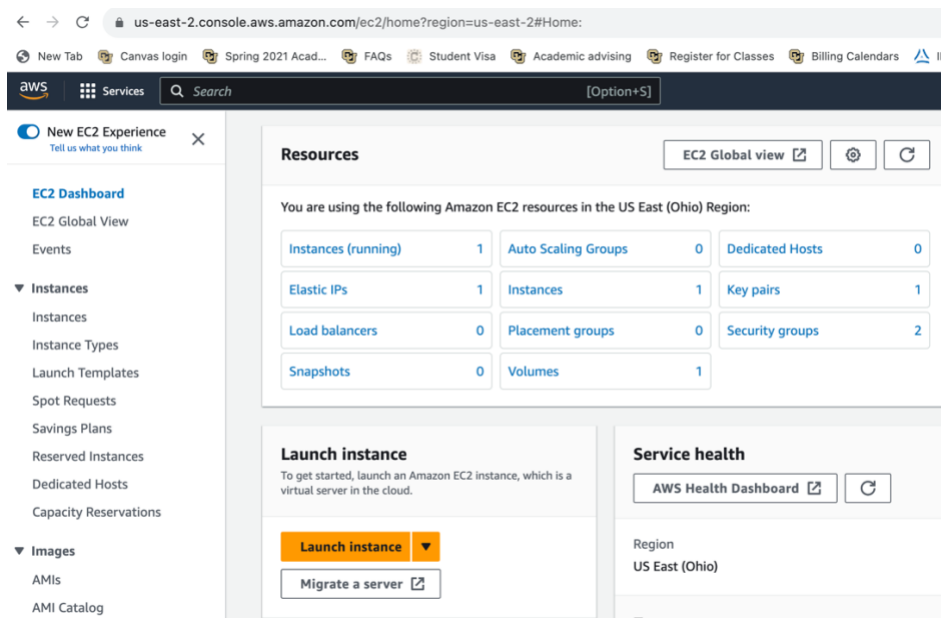 us-east-2.console.aws.amazon.com/ec2/home?region=us-east-2#Home:
New Tab Canvas login Spring 2021 Acad... FAQs Student Visa Academic advising Register for Classes Billing Calendars
aws Services Search [Option+S]
New EC2 Experience
Tell us what you think
EC2 Dashboard
EC2 Global View
Events
Instances
Instances
Instance Types
Launch Templates
Spot Requests
Savings Plans
Reserved Instances
Dedicated Hosts
Capacity Reservations
Images
AMIs
AMI Catalog
Resources
EC2 Global view
You are using the following Amazon EC2 resources in the US East (Ohio) Region:
Instances (running) 1 Auto Scaling Groups 0 Dedicated Hosts 0
Elastic IPs 1 Instances 1 Key pairs 1
Load balancers 0 Placement groups 0 Security groups 2
Snapshots 0 Volumes 1
Launch instance
To get started, launch an Amazon EC2 instance, which is a
virtual server in the cloud.
Launch instance
Migrate a server
Service health
AWS Health Dashboard
Region
US East (Ohio)